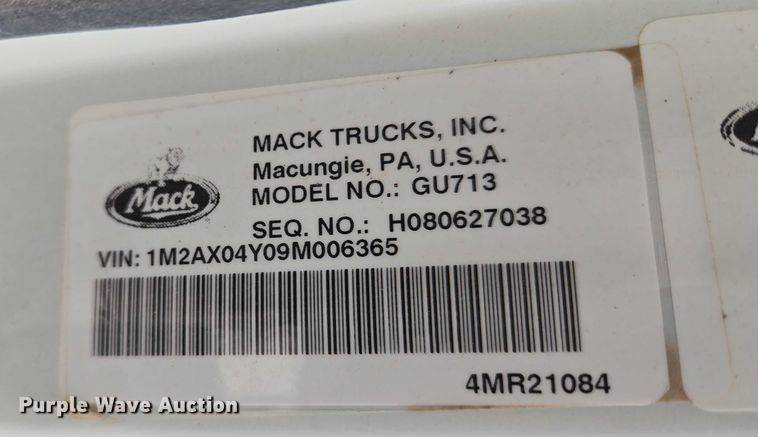 MACK TRUCKS, INC.
Macungie, PA, U.S.A.
MODEL NO.: GU713
SEQ. NO.: H080627038
Mack
VIN: 1M2AX04Y09M006365
4MR21084
Purple Wave Auction